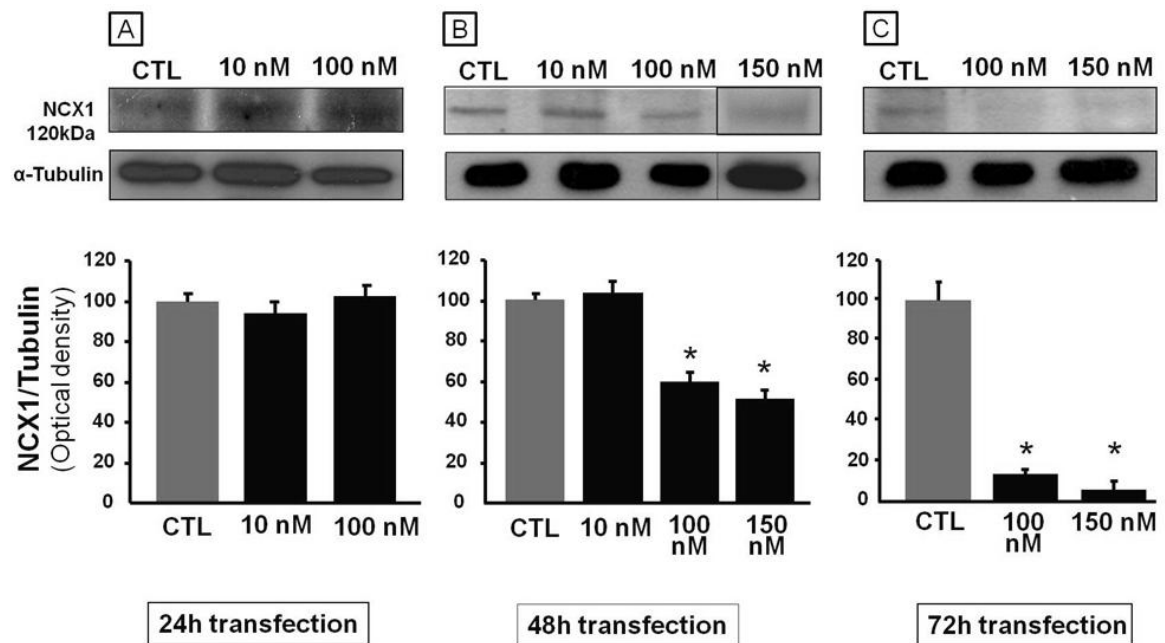 A
B
C
CTL 10 nM 100 nM
CTL 10 nM 100 nM 150 nM
CTL 100 nM 150 nM
NCX1
120kDa
α-Tubulin
NCX1/Tubulin
(Optical density)
120
100
80
60
40
20
0
CTL 10 nM 100 nM
120
100
80
60
40
20
0
* *
CTL 10 nM 100 nM 150 nM
120
100
80
60
40
20
0
* *
CTL 100 nM 150 nM
24h transfection
48h transfection
72h transfection